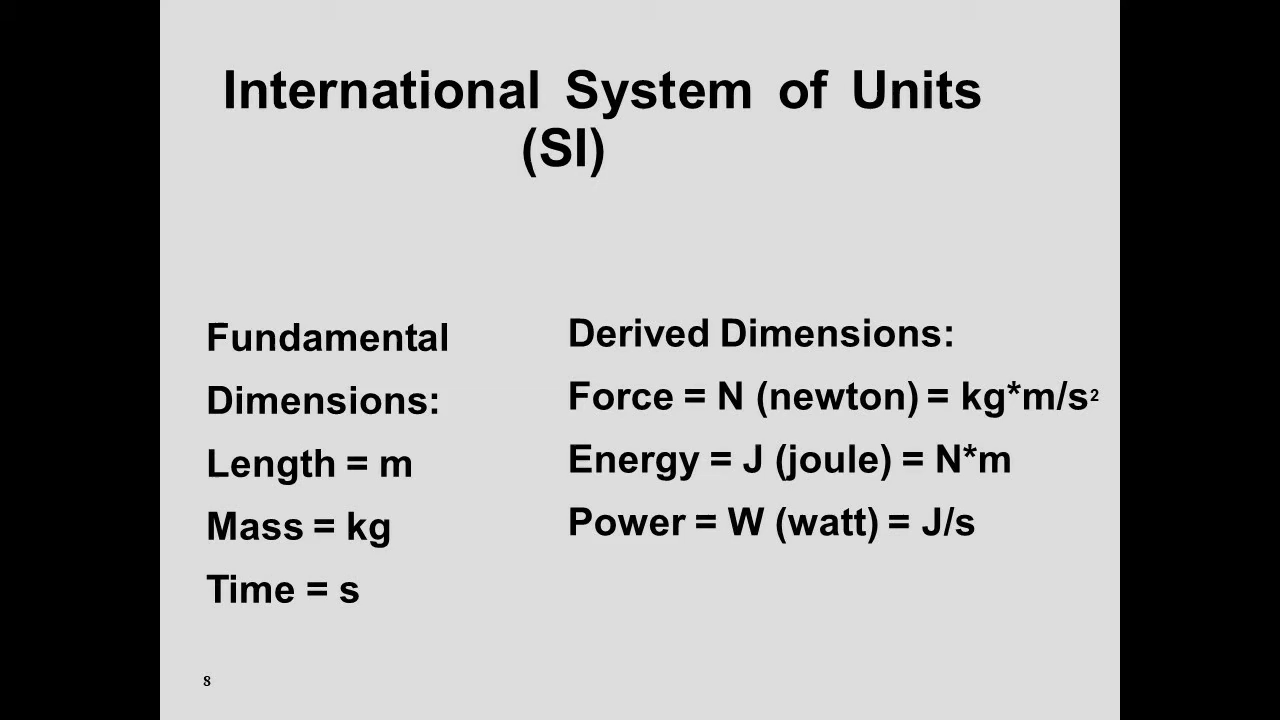 International System of Units
(SI)
Fundamental
Dimensions:
Length = m
Mass = kg
Time = s
Derived Dimensions:
Force = N (newton) = kg*m/s²
Energy = J (joule) = N*m
Power = W (watt) = J/s
8